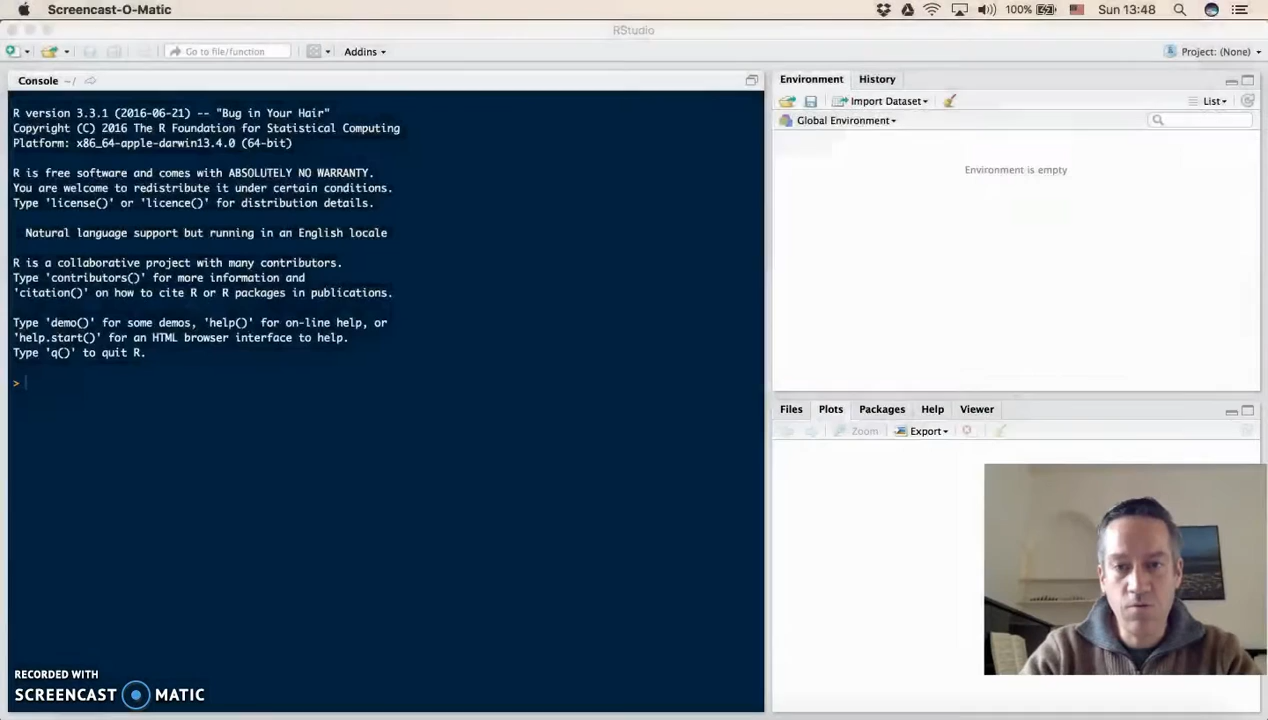 Screencast-O-Matic
100%
Sun 13:48
RStudio
Go to file/function
Addins
Project: (None)
Console ~/
R version 3.3.1 (2016-06-21) -- "Bug in Your Hair"
Copyright (C) 2016 The R Foundation for Statistical Computing
Platform: x86_64-apple-darwin13.4.0 (64-bit)
R is free software and comes with ABSOLUTELY NO WARRANTY.
You are welcome to redistribute it under certain conditions.
Type 'license()' or 'licence()' for distribution details.
Natural language support but running in an English locale
R is a collaborative project with many contributors.
Type 'contributors()' for more information and
'citation()' on how to cite R or R packages in publications.
Type 'demo()' for some demos, 'help()' for on-line help, or
'help.start()' for an HTML browser interface to help.
Type 'q()' to quit R.
>
RECORDED WITH
SCREENCAST MATIC
Environment History
Import Dataset
List
Global Environment
Environment is empty
Files Plots Packages Help Viewer
Zoom Export